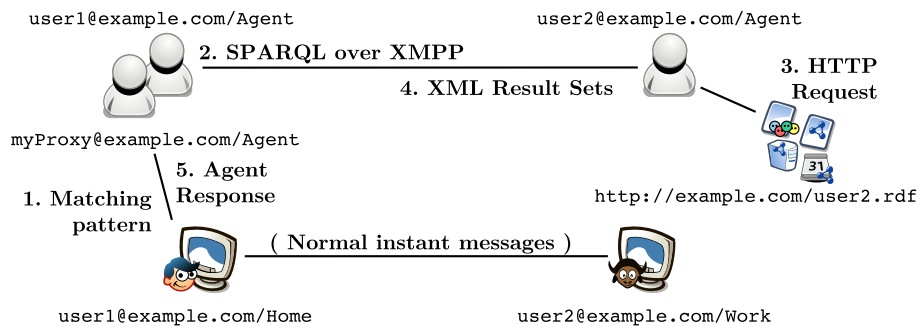 user1@example.com/Agent
user2@example.com/Agent
2. SPARQL over XMPP
4. XML Result Sets
3. HTTP
Request
myProxy@example.com/Agent
5. Agent
Response
1. Matching
pattern
31
http://example.com/user2.rdf
( Normal instant messages )
user1@example.com/Home
user2@example.com/Work